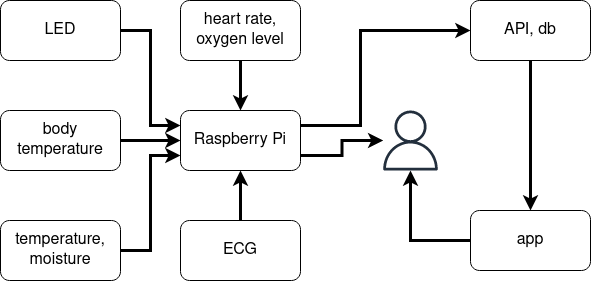 LED
heart rate,
oxygen level
API, db
body
temperature
Raspberry Pi
temperature,
moisture
ECG
app